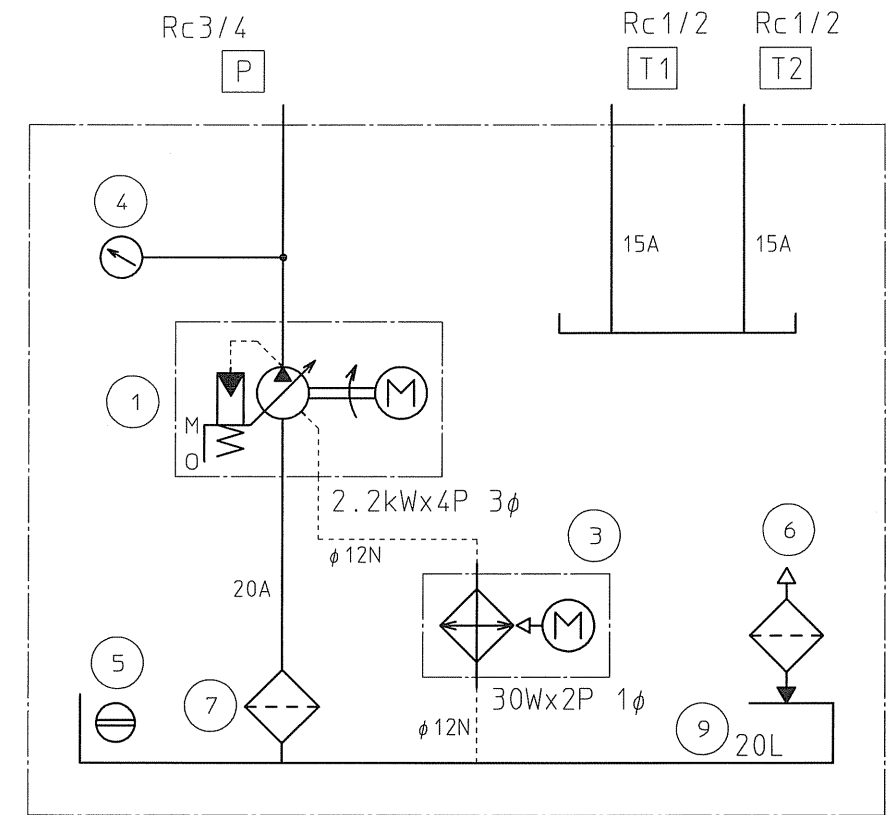 Rc3/4
Rc1/2
Rc1/2
P
T1
T2
4
15A
15A
1
M
M
O
2.2kWx4P 3φ
φ12N
3
6
20A
M
5
7
30Wx2P 1φ
φ12N
9
20L